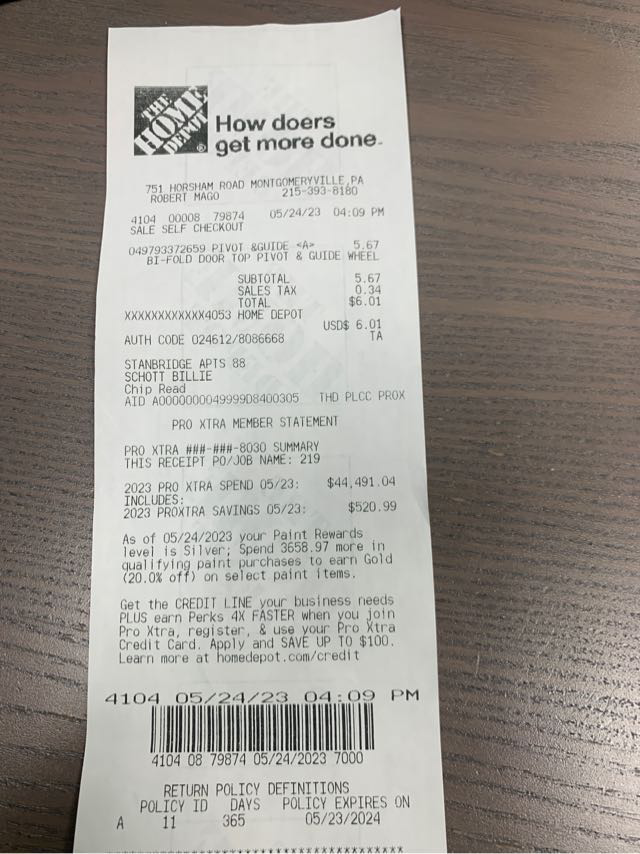 THE HOME DEPOT®
How doers
get more done.
751 HORSHAM ROAD MONTGOMERYVILLE,PA
ROBERT MAGO 215-393-8180
4104 00008 79874 05/24/23 04:09 PM
SALE SELF CHECKOUT
049793372659 PIVOT &GUIDE <A> 5.67
BI-FOLD DOOR TOP PIVOT & GUIDE WHEEL
SUBTOTAL 5.67
SALES TAX 0.34
TOTAL $6.01
XXXXXXXXXXXX4053 HOME DEPOT
USD$ 6.01
AUTH CODE 024612/8086668 TA
STANBRIDGE APTS 88
SCHOTT BILLIE
Chip Read
AID A0000000049999D8400305 THD PLCC PROX
PRO XTRA MEMBER STATEMENT
PRO XTRA ###-###-8030 SUMMARY
THIS RECEIPT PO/JOB NAME: 219
2023 PRO XTRA SPEND 05/23: $44,491.04
INCLUDES:
2023 PROXTRA SAVINGS 05/23: $520.99
As of 05/24/2023 your Paint Rewards
level is Silver; Spend 3658.97 more in
qualifying paint purchases to earn Gold
(20.0% off) on select paint items.
Get the CREDIT LINE your business needs
PLUS earn Perks 4X FASTER when you join
Pro Xtra, register, & use your Pro Xtra
Credit Card. Apply and SAVE UP TO $100.
Learn more at homedepot.com/credit
4104 05/24/23 04:09 PM
4104 08 79874 05/24/2023 7000
RETURN POLICY DEFINITIONS
POLICY ID DAYS POLICY EXPIRES ON
A 11 365 05/23/2024